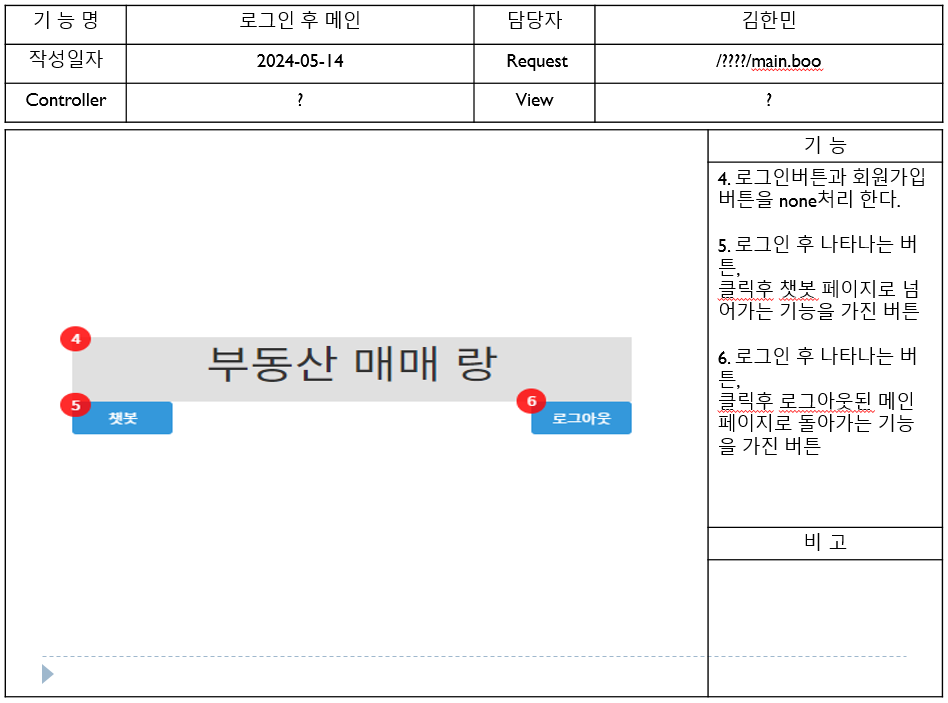 기 능 명 로그인 후 메인 담당자 김한민
작성일자 2024-05-14 Request /????/main.boo
Controller ? View ?
4
부동산 매매 랑
5
챗봇
6
로그아웃
기 능
4. 로그인버튼과 회원가입
버튼을 none처리 한다.
5. 로그인 후 나타나는 버
튼,
클릭후 챗봇 페이지로 넘
어가는 기능을 가진 버튼
6. 로그인 후 나타나는 버
튼,
클릭후 로그아웃된 메인
페이지로 돌아가는 기능
을 가진 버튼
비 고